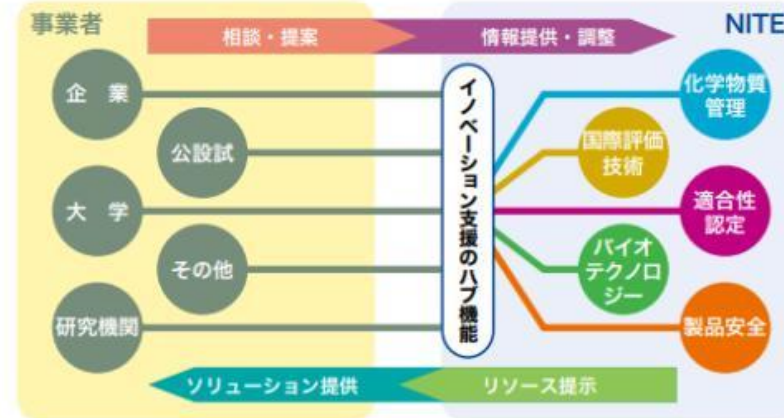 事業者
NITE
相談・提案
情報提供・調整
企 業
公設試
大 学
その他
研究機関
イノベーション支援のハブ機能
化学物質
管理
国際評価
技術
適合性
認定
バイオ
テクノロ
ジー
製品安全
ソリューション提供
リソース提示